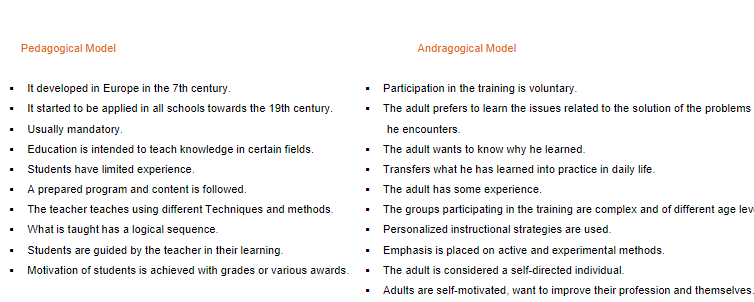 Pedagogical Model
It developed in Europe in the 7th century.
It started to be applied in all schools towards the 19th century.
Usually mandatory.
Education is intended to teach knowledge in certain fields.
Students have limited experience.
A prepared program and content is followed.
The teacher teaches using different Techniques and methods.
What is taught has a logical sequence.
Students are guided by the teacher in their learning.
Motivation of students is achieved with grades or various awards.
Andragogical Model
Participation in the training is voluntary.
The adult prefers to learn the issues related to the solution of the problems
he encounters.
The adult wants to know why he learned.
Transfers what he has learned into practice in daily life.
The adult has some experience.
The groups participating in the training are complex and of different age
Personalized instructional strategies are used.
Emphasis is placed on active and experimental methods.
The adult is considered a self-directed individual.
Adults are self-motivated, want to improve their profession and themselves.